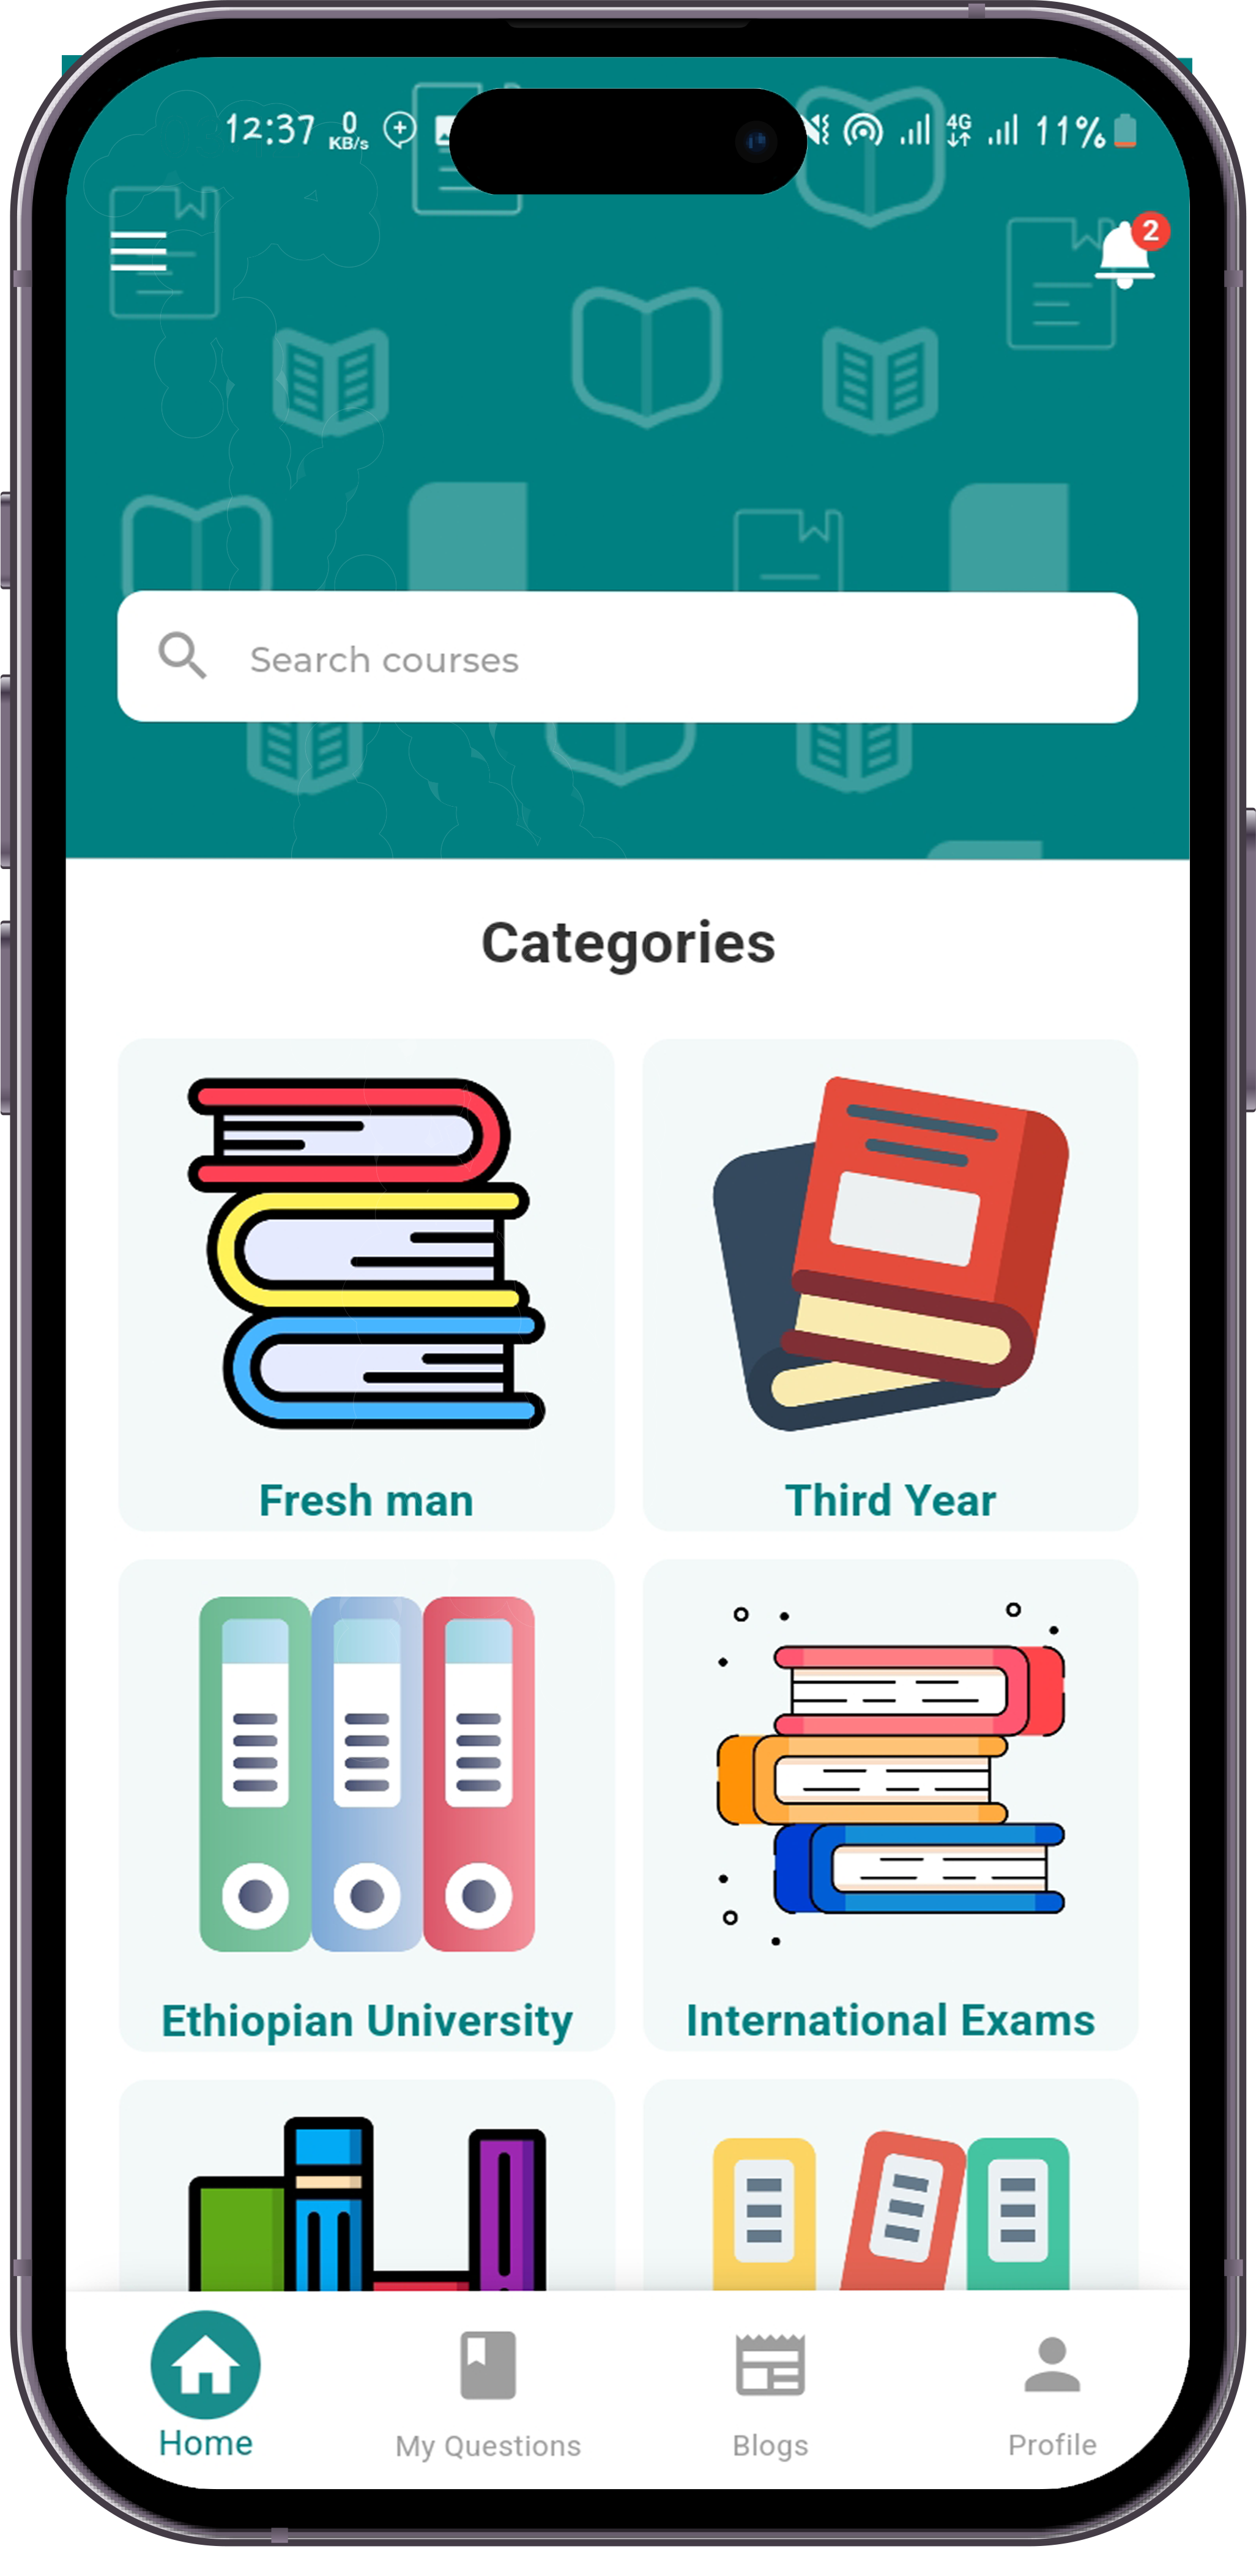 12:37 0 KB/s 4G 11%
2
Search courses
Categories
Fresh man
Third Year
Ethiopian University
International Exams
Home
My Questions
Blogs
Profile